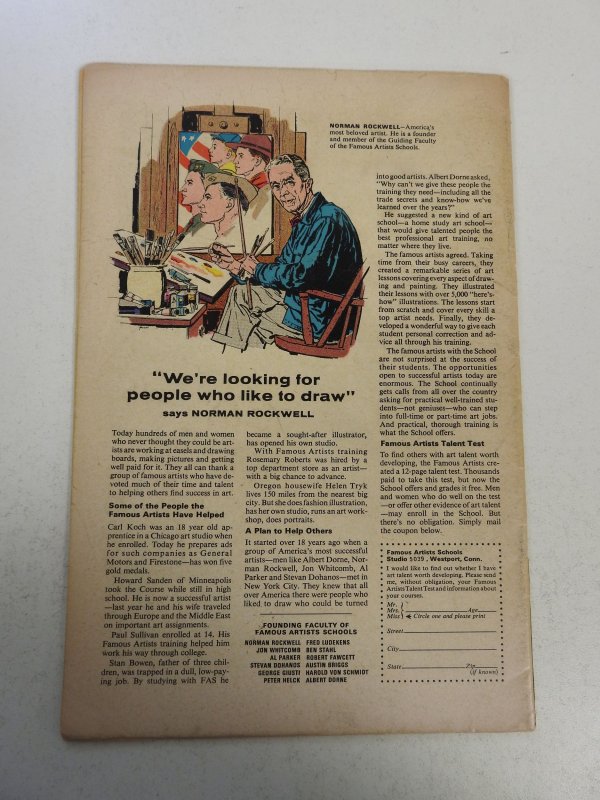 NORMAN ROCKWELL—America's
most beloved artist. He is a founder
and member of the Guiding Faculty
of the Famous Artists Schools.
"We're looking for
people who like to draw"
says NORMAN ROCKWELL
Today hundreds of men and women
who never thought they could be art-
ists are working at easels and drawing
boards, making pictures and getting
well paid for it. They all can thank a
group of famous artists who have de-
voted much of their time and talent
to helping others find success in art.
Some of the People the
Famous Artists Have Helped
Carl Koch was an 18 year old ap-
prentice in a Chicago art studio when
he enrolled. Today he prepares ads
for such companies as General
Motors and Firestone—has won five
gold medals.
Howard Sanden of Minneapolis
took the Course while still in high
school. He is now a successful artist
—last year he and his wife traveled
through Europe and the Middle East
on important art assignments.
Paul Sullivan enrolled at 14. His
Famous Artists training helped him
work his way through college.
Stan Bowen, father of three chil-
dren, was trapped in a dull, low-pay-
ing job. By studying with FAS he
became a sought-after illustrator,
has opened his own studio.
With Famous Artists training
Rosemary Roberts was hired by a
top department store as an artist—
with a big chance to advance.
Oregon housewife Helen Tryk
lives 150 miles from the nearest big
city. But she does fashion illustration,
has her own studio, runs an art work-
shop, does portraits.
A Plan to Help Others
It started over 18 years ago when a
group of America's most successful
artists—men like Albert Dorne, Nor-
man Rockwell, Jon Whitcomb, Al
Parker and Stevan Dohanos—met in
New York City. They knew that all
over America there were people who
liked to draw who could be turned
FOUNDING FACULTY OF
FAMOUS ARTISTS SCHOOLS
NORMAN ROCKWELL FRED LUDEKENS
JON WHITCOMB BEN STAHL
AL PARKER ROBERT FAWCETT
STEVAN DOHANOS AUSTIN BRIGGS
GEORGE GIUSTI HAROLD VON SCHMIDT
PETER HELCK ALBERT DORNE
into good artists. Albert Dorne asked,
"Why can't we give these people the
training they need—including all the
trade secrets and know-how we've
learned over the years?"
He suggested a new kind of art
school—a home study art school—
that would give talented people the
best professional art training, no
matter where they live.
The famous artists agreed. Taking
time from their busy careers, they
created a remarkable series of art
lessons covering every aspect of draw-
ing and painting. They illustrated
their lessons with over 5,000 "here's-
how" illustrations. The lessons start
from scratch and cover every skill a
top artist needs. Finally, they de-
veloped a wonderful way to give each
student personal correction and ad-
vice all through his training.
The famous artists with the School
are not surprised at the success of
their students. The opportunities
open to successful artists today are
enormous. The School continually
gets calls from all over the country
asking for practical well-trained stu-
dents—not geniuses—who can step
into full-time or part-time art jobs.
And practical, thorough training is
what the School offers.
Famous Artists Talent Test
To find others with art talent worth
developing, the Famous Artists cre-
ated a 12-page talent test. Thousands
paid to take this test, but now the
School offers and grades it free. Men
and women who do well on the test
—or offer other evidence of art talent
—may enroll in the School. But
there's no obligation. Simply mail
the coupon below.
Famous Artists Schools
Studio 5039, Westport, Conn.
I would like to find out whether I have
art talent worth developing. Please send
me, without obligation, your Famous
Artists Talent Test and information about
your courses.
Mr.
Mrs. Age
Miss Circle one and please print
Street
City
State Zip
(if known)